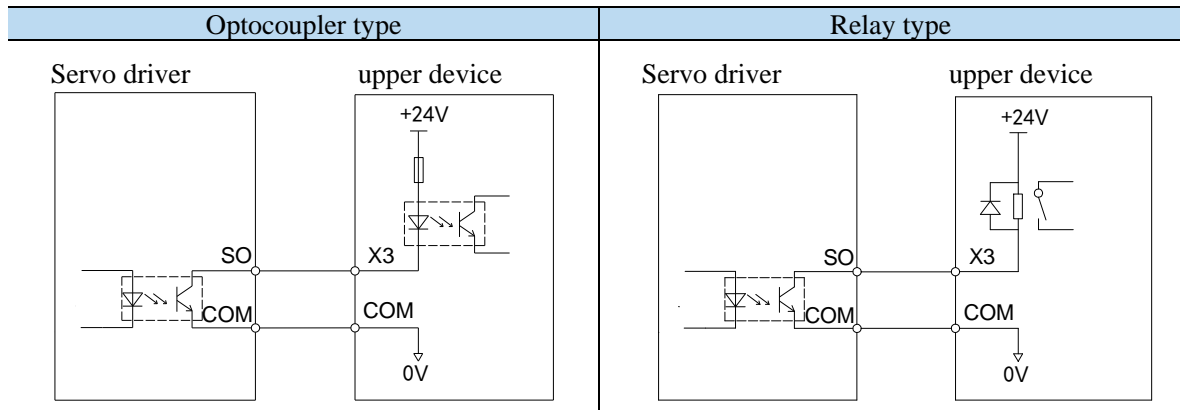 Optocoupler type
Relay type
Servo driver
upper device
+24V
SO
X3
COM
COM
0V
Servo driver
upper device
+24V
SO
X3
COM
COM
0V